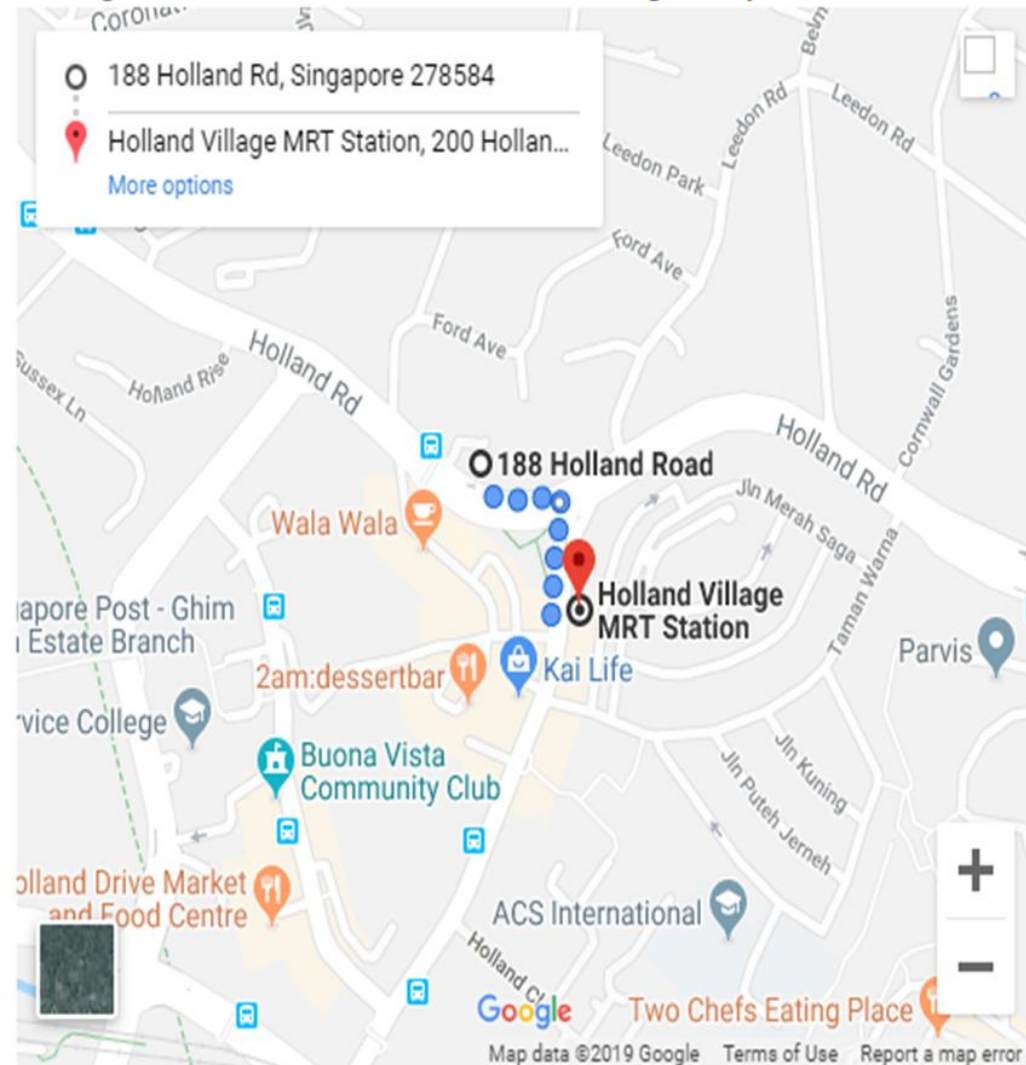 188 Holland Rd, Singapore 278584
Holland Village MRT Station, 200 Hollan...
More options
Leedon Rd
Leedon Rd
Leedon Park
Ford Ave
Ford Ave
Holland Rise
Holland Rd
Sussex Ln
Cornwall Gardens
Holland Rd
188 Holland Road
Jln Merah Saga
Wala Wala
Taman Warna
Holland Village
MRT Station
apore Post - Ghim
Estate Branch
Parvis
2am:dessertbar
Kai Life
rvice College
Buona Vista
Community Club
Jln Kuning
Jln Puteh Jerneh
olland Drive Market
and Food Centre
ACS International
Holland
Google
Two Chefs Eating Place
Map data ©2019 Google
Terms of Use
Report a map error